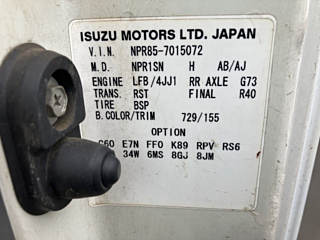 ISUZU MOTORS LTD. JAPAN
V.I.N. NPR85-7015072
M.D. NPR1SN H AB/AJ
ENGINE LFB/4JJ1 RR AXLE G73
TRANS. RST FINAL R40
TIRE BSP
B.COLOR/TRIM 729/155
OPTION
C60 E7N FF0 K89 RPV RS6
34W 6MS 8GJ 8JM